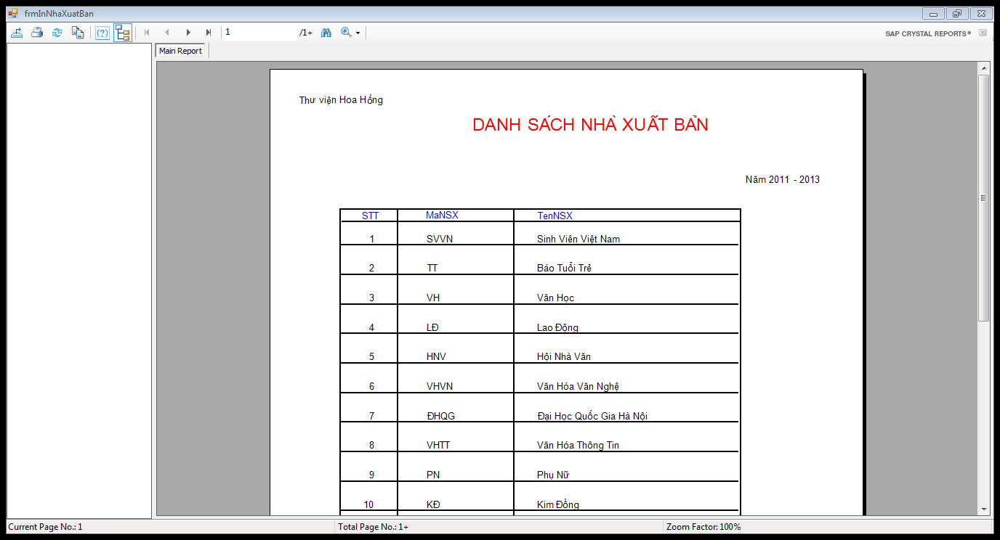 frmInNhaXuatBan
1 /1+ SAP CRYSTAL REPORTS®
Main Report
Thư viện Hoa Hồng
DANH SÁCH NHÀ XUẤT BẢN
Năm 2011 - 2013
STT MaNSX TenNSX
1 SVVN Sinh Viên Việt Nam
2 TT Báo Tuổi Trẻ
3 VH Văn Học
4 LĐ Lao Động
5 HNV Hội Nhà Văn
6 VHVN Văn Hóa Văn Nghệ
7 ĐHQG Đại Học Quốc Gia Hà Nội
8 VHTT Văn Hóa Thông Tin
9 PN Phụ Nữ
10 KĐ Kim Đồng
Current Page No.: 1 Total Page No.: 1+ Zoom Factor: 100%